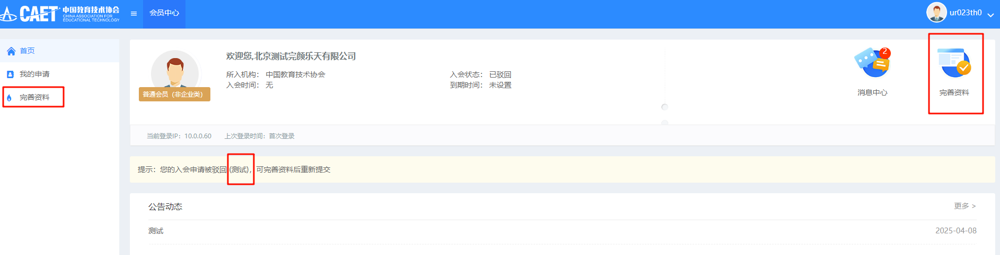 CAET 中国教育技术协会
CHINA ASSOCIATION FOR
EDUCATIONAL TECHNOLOGY
会员中心
ur023th0
首页
我的申请
完善资料
欢迎您,北京测试完颜乐天有限公司
所入机构： 中国教育技术协会
入会状态： 已驳回
入会时间： 无
到期时间： 未设置
普通会员（非企业类）
2
消息中心
完善资料
当前登录IP：10.0.0.60 上次登录时间：首次登录
提示：您的入会申请被驳回(测试)，可完善资料后重新提交
公告动态
更多 >
测试
2025-04-08